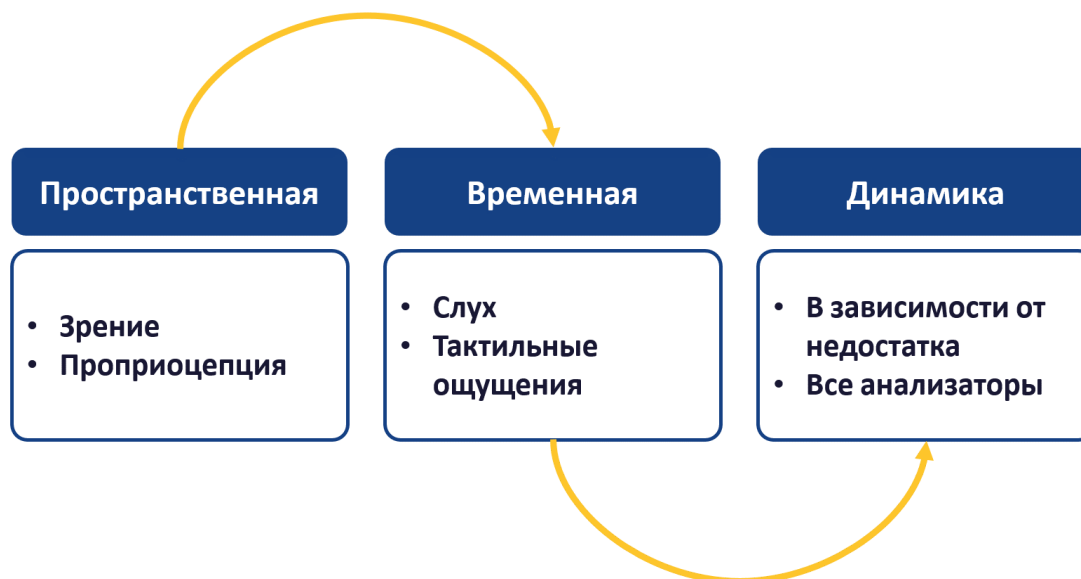 Пространственная
• Зрение
• Проприоцепция
Временная
• Слух
• Тактильные
ощущения
Динамика
• В зависимости от
недостатка
• Все анализаторы